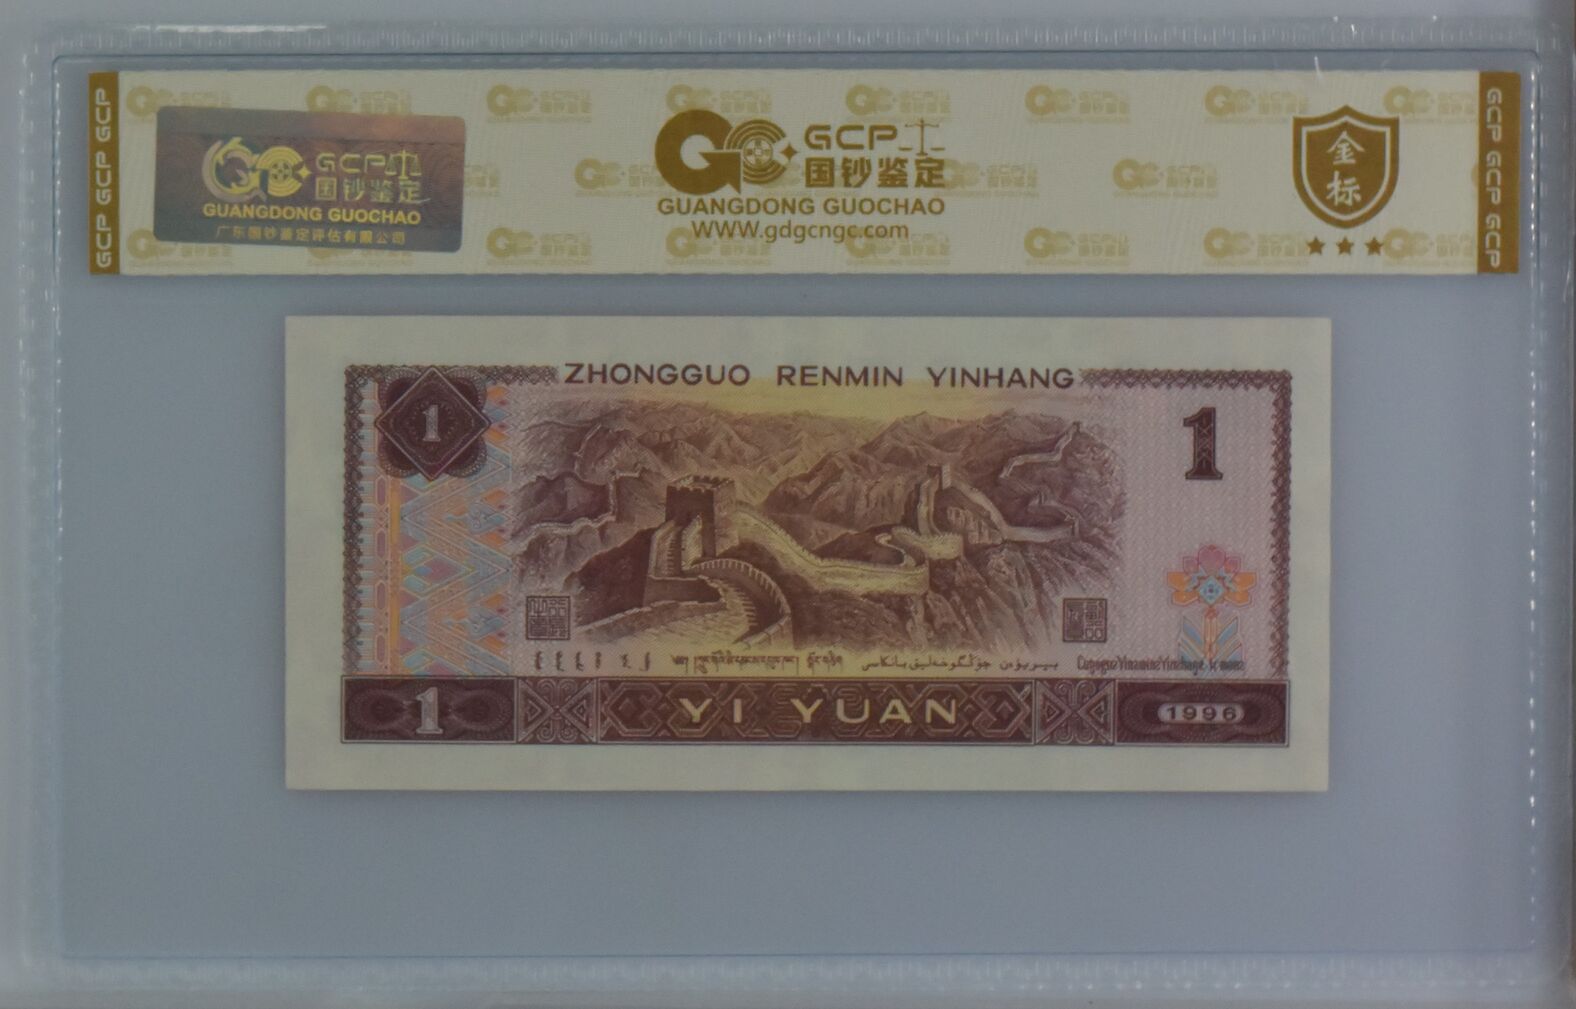 GCP GCP GCP
GCP
国钞鉴定
GUANGDONG GUOCHAO
广东国钞鉴定评估有限公司
GCP
国钞鉴定
GUANGDONG GUOCHAO
WWW.gdgcngc.com
金标
GCP GCP GCP
ZHONGGUO RENMIN YINHANG
1
1
1
YI YUAN
1996